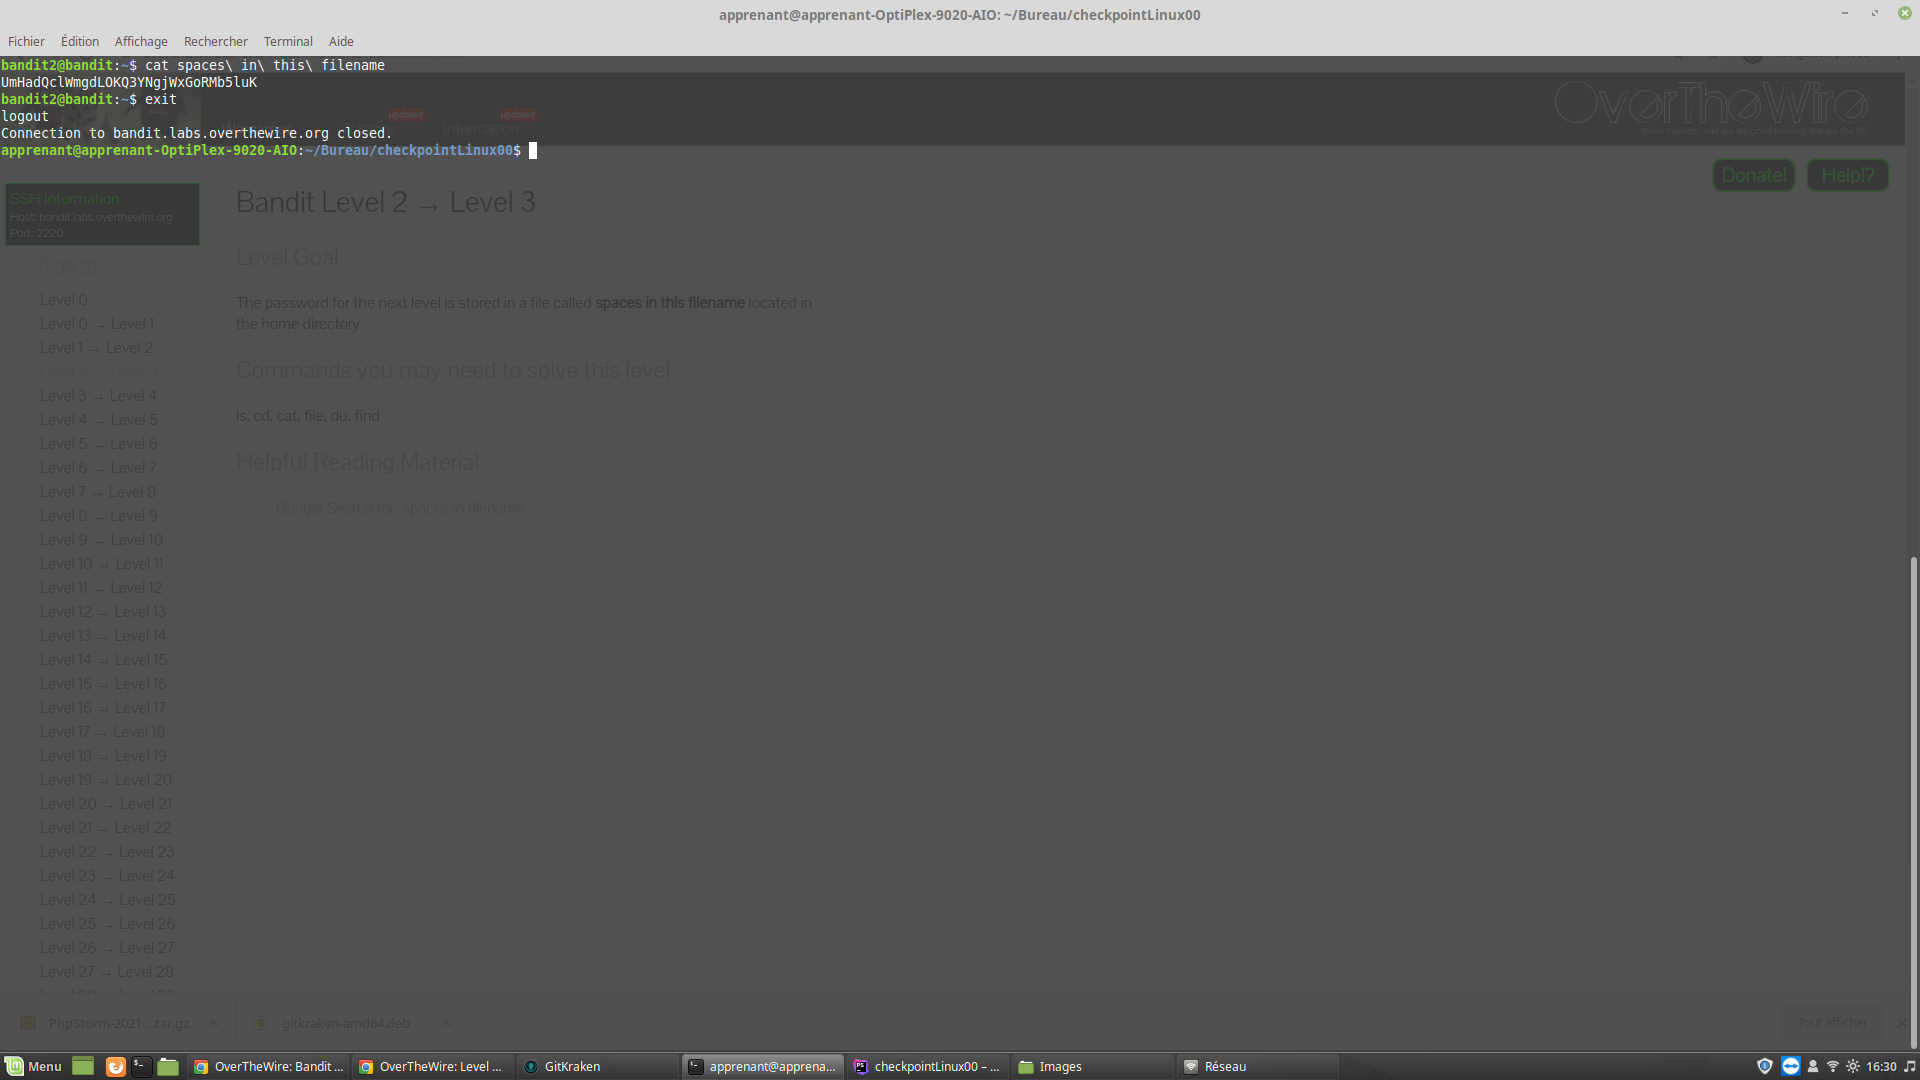 apprenant@apprenant-OptiPlex-9020-AIO: ~/Bureau/checkpointLinux00
Fichier Édition Affichage Rechercher Terminal Aide
bandit2@bandit:~$ cat spaces\ in\ this\ filename
UmHadQclWmgdLOKQ3YNgjWxGoRMb5luK
bandit2@bandit:~$ exit
logout
Connection to bandit.labs.overthewire.org closed.
apprenant@apprenant-OptiPlex-9020-AIO:~/Bureau/checkpointLinux00$
updated updated
Information
OverTheWire
We're hackers, and we are good-looking. We are the 1%.
Donate! Help!?
SSH Information
Host: bandit.labs.overthewire.org
Port: 2220
Bandit
Level 0
Level 0 → Level 1
Level 1 → Level 2
Level 2 → Level 3
Level 3 → Level 4
Level 4 → Level 5
Level 5 → Level 6
Level 6 → Level 7
Level 7 → Level 8
Level 8 → Level 9
Level 9 → Level 10
Level 10 → Level 11
Level 11 → Level 12
Level 12 → Level 13
Level 13 → Level 14
Level 14 → Level 15
Level 15 → Level 16
Level 16 → Level 17
Level 17 → Level 18
Level 18 → Level 19
Level 19 → Level 20
Level 20 → Level 21
Level 21 → Level 22
Level 22 → Level 23
Level 23 → Level 24
Level 24 → Level 25
Level 25 → Level 26
Level 26 → Level 27
Level 27 → Level 28
Bandit Level 2 → Level 3
Level Goal
The password for the next level is stored in a file called spaces in this filename located in
the home directory
Commands you may need to solve this level
ls, cd, cat, file, du, find
Helpful Reading Material
Google Search for "spaces in filename"
PhpStorm-2021....tar.gz
gitkraken-amd64.deb
Tout afficher
Menu
OverTheWire: Bandit ...
OverTheWire: Level ...
GitKraken
apprenant@apprena...
checkpointLinux00 – ...
Images
Réseau
16:30